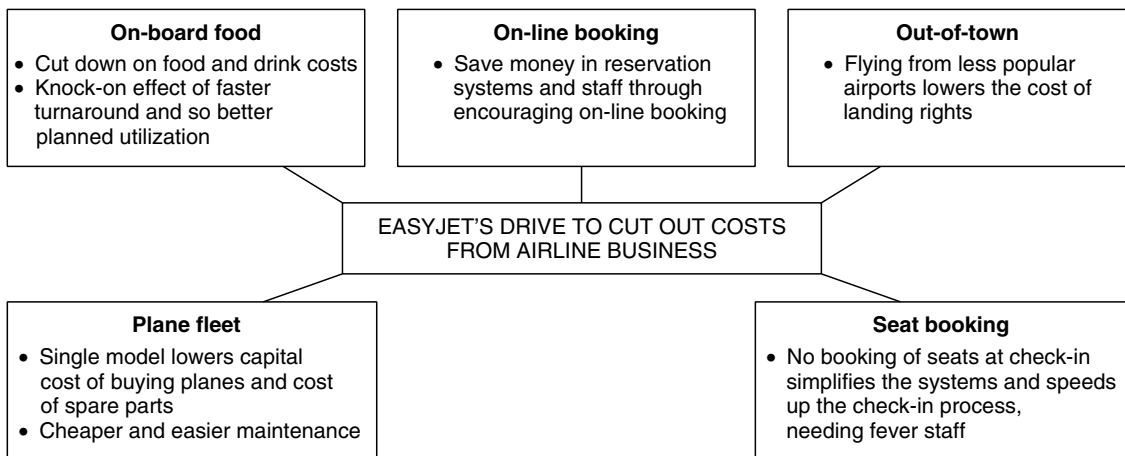 On-board food
• Cut down on food and drink costs
• Knock-on effect of faster
turnaround and so better
planned utilization
On-line booking
• Save money in reservation
systems and staff through
encouraging on-line booking
Out-of-town
• Flying from less popular
airports lowers the cost of
landing rights
EASYJET’S DRIVE TO CUT OUT COSTS
FROM AIRLINE BUSINESS
Plane fleet
• Single model lowers capital
cost of buying planes and cost
of spare parts
• Cheaper and easier maintenance
Seat booking
• No booking of seats at check-in
simplifies the systems and speeds
up the check-in process,
needing fever staff